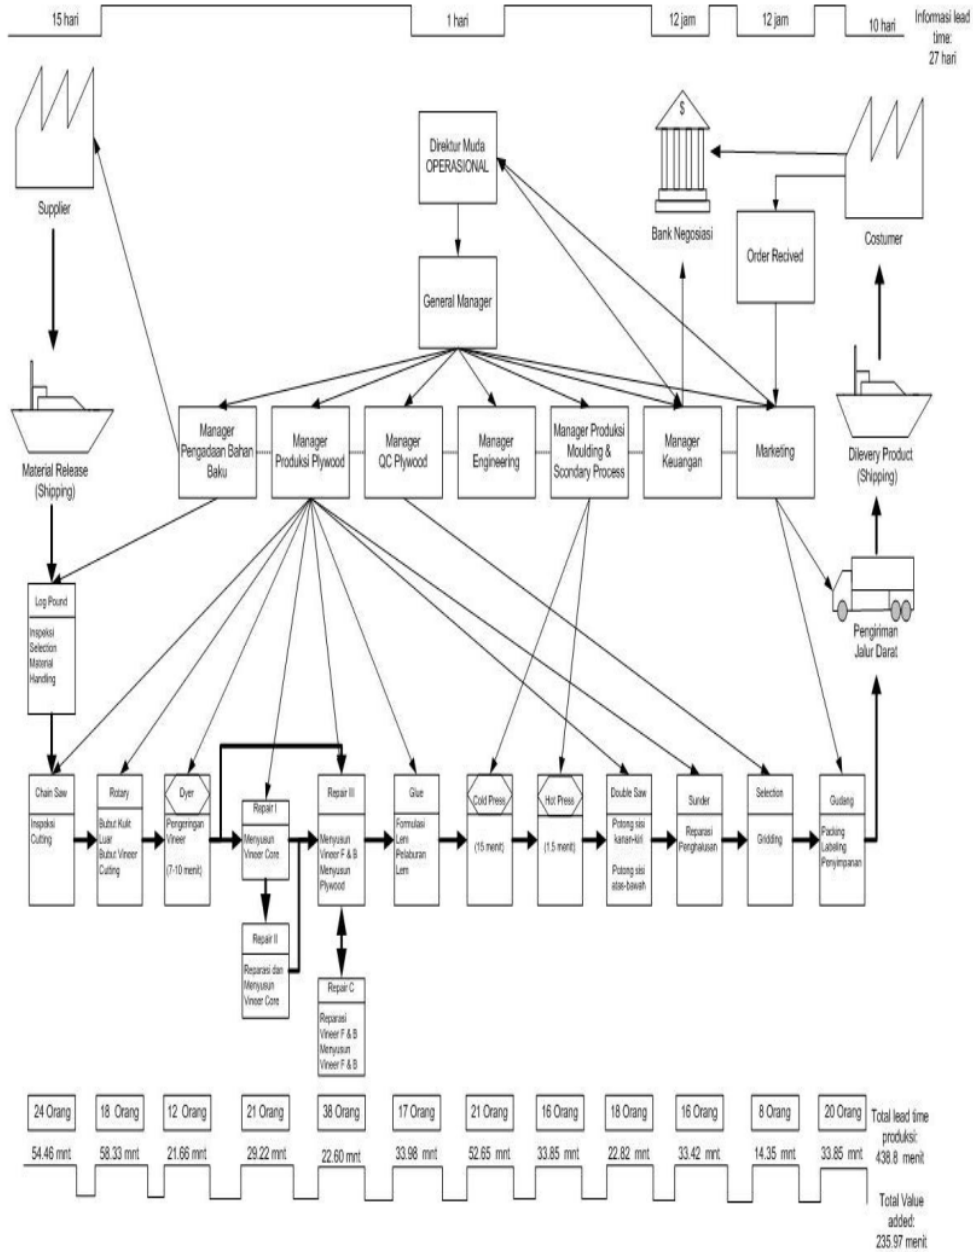 15 hari
1 hari
12 jam
12 jam
10 hari
Informasi lead
time:
27 hari
$
Direktur Muda
OPERASIONAL
Supplier
Bank Negosiasi
Order Recived
Costumer
General Manager
Manager
Pengadaan Bahan
Baku
Manager
Produksi Plywood
Manager
QC Plywood
Manager
Engineering
Manager Produksi
Moulding &
Scondary Process
Manager
Keuangan
Marketing
Material Release
(Shipping)
Dilevery Product
(Shipping)
Log Pound
Inspeksi
Selection
Material
Handling
Pengiriman
Jalur Darat
Chain Saw
Inspeksi
Cutting
Rotary
Bubut Kulit
Luar
Bubut Vineer
Cutting
Dyer
Pengeringan
Vineer
(7-10 menit)
Repair I
Menyusun
Vineer Core
Repair III
Menyusun
Vineer F & B
Menyusun
Plywood
Glue
Formulasi
Lem
Pelaburan
Lem
Cold Press
(15 menit)
Hot Press
(1.5 menit)
Double Saw
Potong sisi
kanan-kiri
Potong sisi
atas-bawah
Sunder
Reparasi
Penghalusan
Selection
Gridding
Gudang
Packing
Labeling
Penyimpanan
Repair II
Reparasi dan
Menyusun
Vineer Core
Repair C
Reparasi
Vineer F & B
Menyusun
Vineer F & B
24 Orang
18 Orang
12 Orang
21 Orang
38 Orang
17 Orang
21 Orang
16 Orang
18 Orang
16 Orang
8 Orang
20 Orang
Total lead time
produksi:
438.8 menit
54.46 mnt
58.33 mnt
21.66 mnt
29.22 mnt
22.60 mnt
33.98 mnt
52.65 mnt
33.85 mnt
22.82 mnt
33.42 mnt
14.35 mnt
33.85 mnt
Total Value
added:
235.97 menit